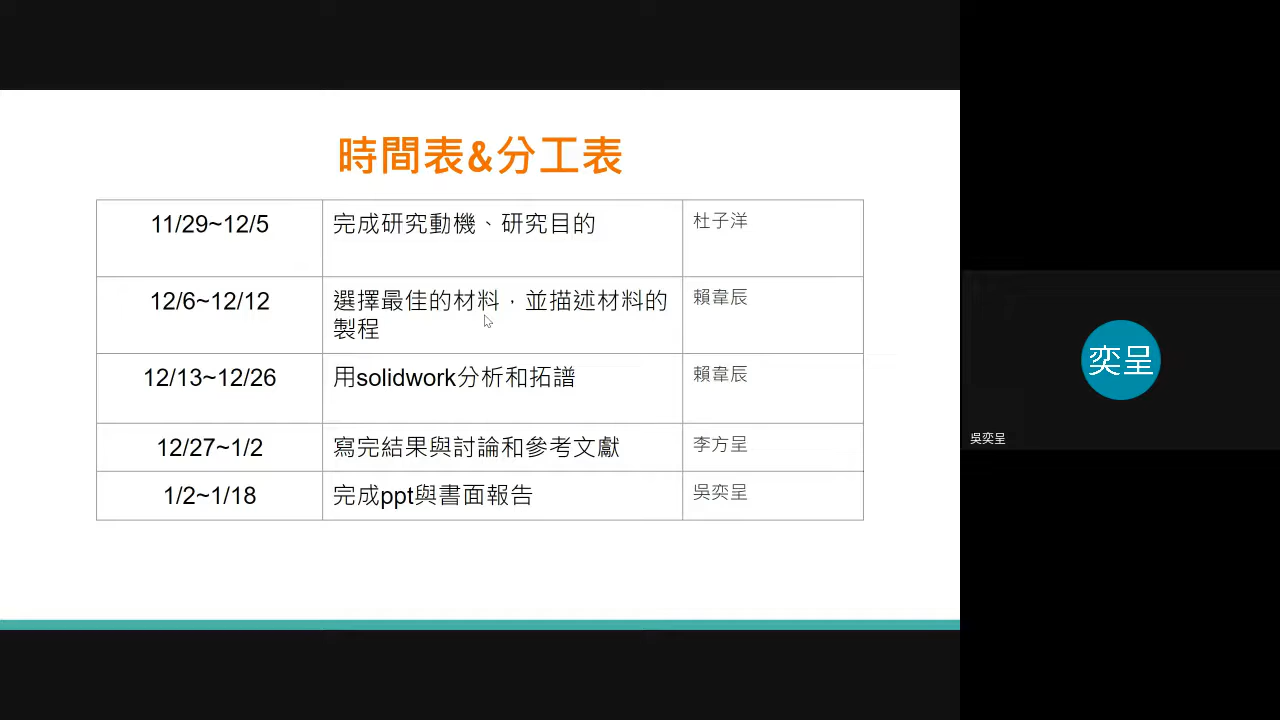 時間表&分工表
11/29~12/5
完成研究動機、研究目的
杜子洋
12/6~12/12
選擇最佳的材料，並描述材料的
製程
賴韋辰
12/13~12/26
用solidwork分析和拓譜
賴韋辰
12/27~1/2
寫完結果與討論和參考文獻
李方呈
1/2~1/18
完成ppt與書面報告
吳奕呈
奕呈
吳奕呈